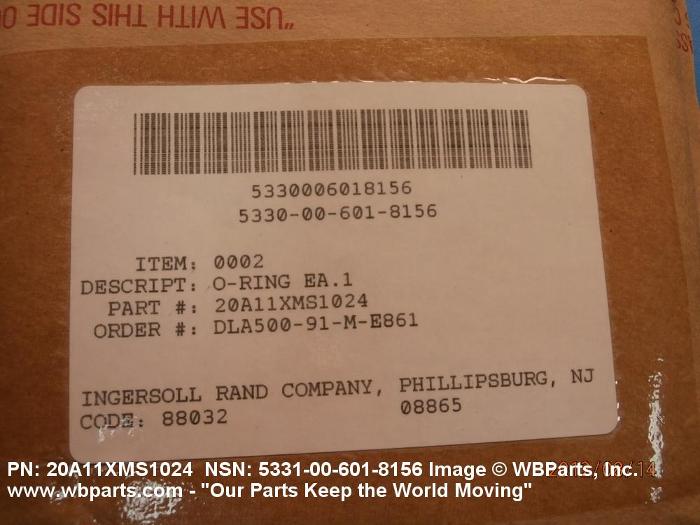 "USE WITH THIS SIDE
5330006018156
5330-00-601-8156
ITEM: 0002
DESCRIPT: O-RING EA.1
PART #: 20A11XMS1024
ORDER #: DLA500-91-M-E861
INGERSOLL RAND COMPANY, PHILLIPSBURG, NJ
CODE: 88032 08865
PN: 20A11XMS1024 NSN: 5331-00-601-8156 Image © WBParts, Inc.
www.wbparts.com - "Our Parts Keep the World Moving"